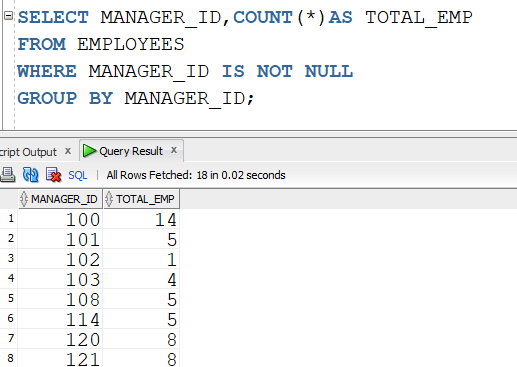 SELECT MANAGER_ID,COUNT(*)AS TOTAL_EMP
FROM EMPLOYEES
WHERE MANAGER_ID IS NOT NULL
GROUP BY MANAGER_ID;
cript Output x Query Result x
SQL | All Rows Fetched: 18 in 0.02 seconds
MANAGER_ID TOTAL_EMP
1 100 14
2 101 5
3 102 1
4 103 4
5 108 5
6 114 5
7 120 8
8 121 8